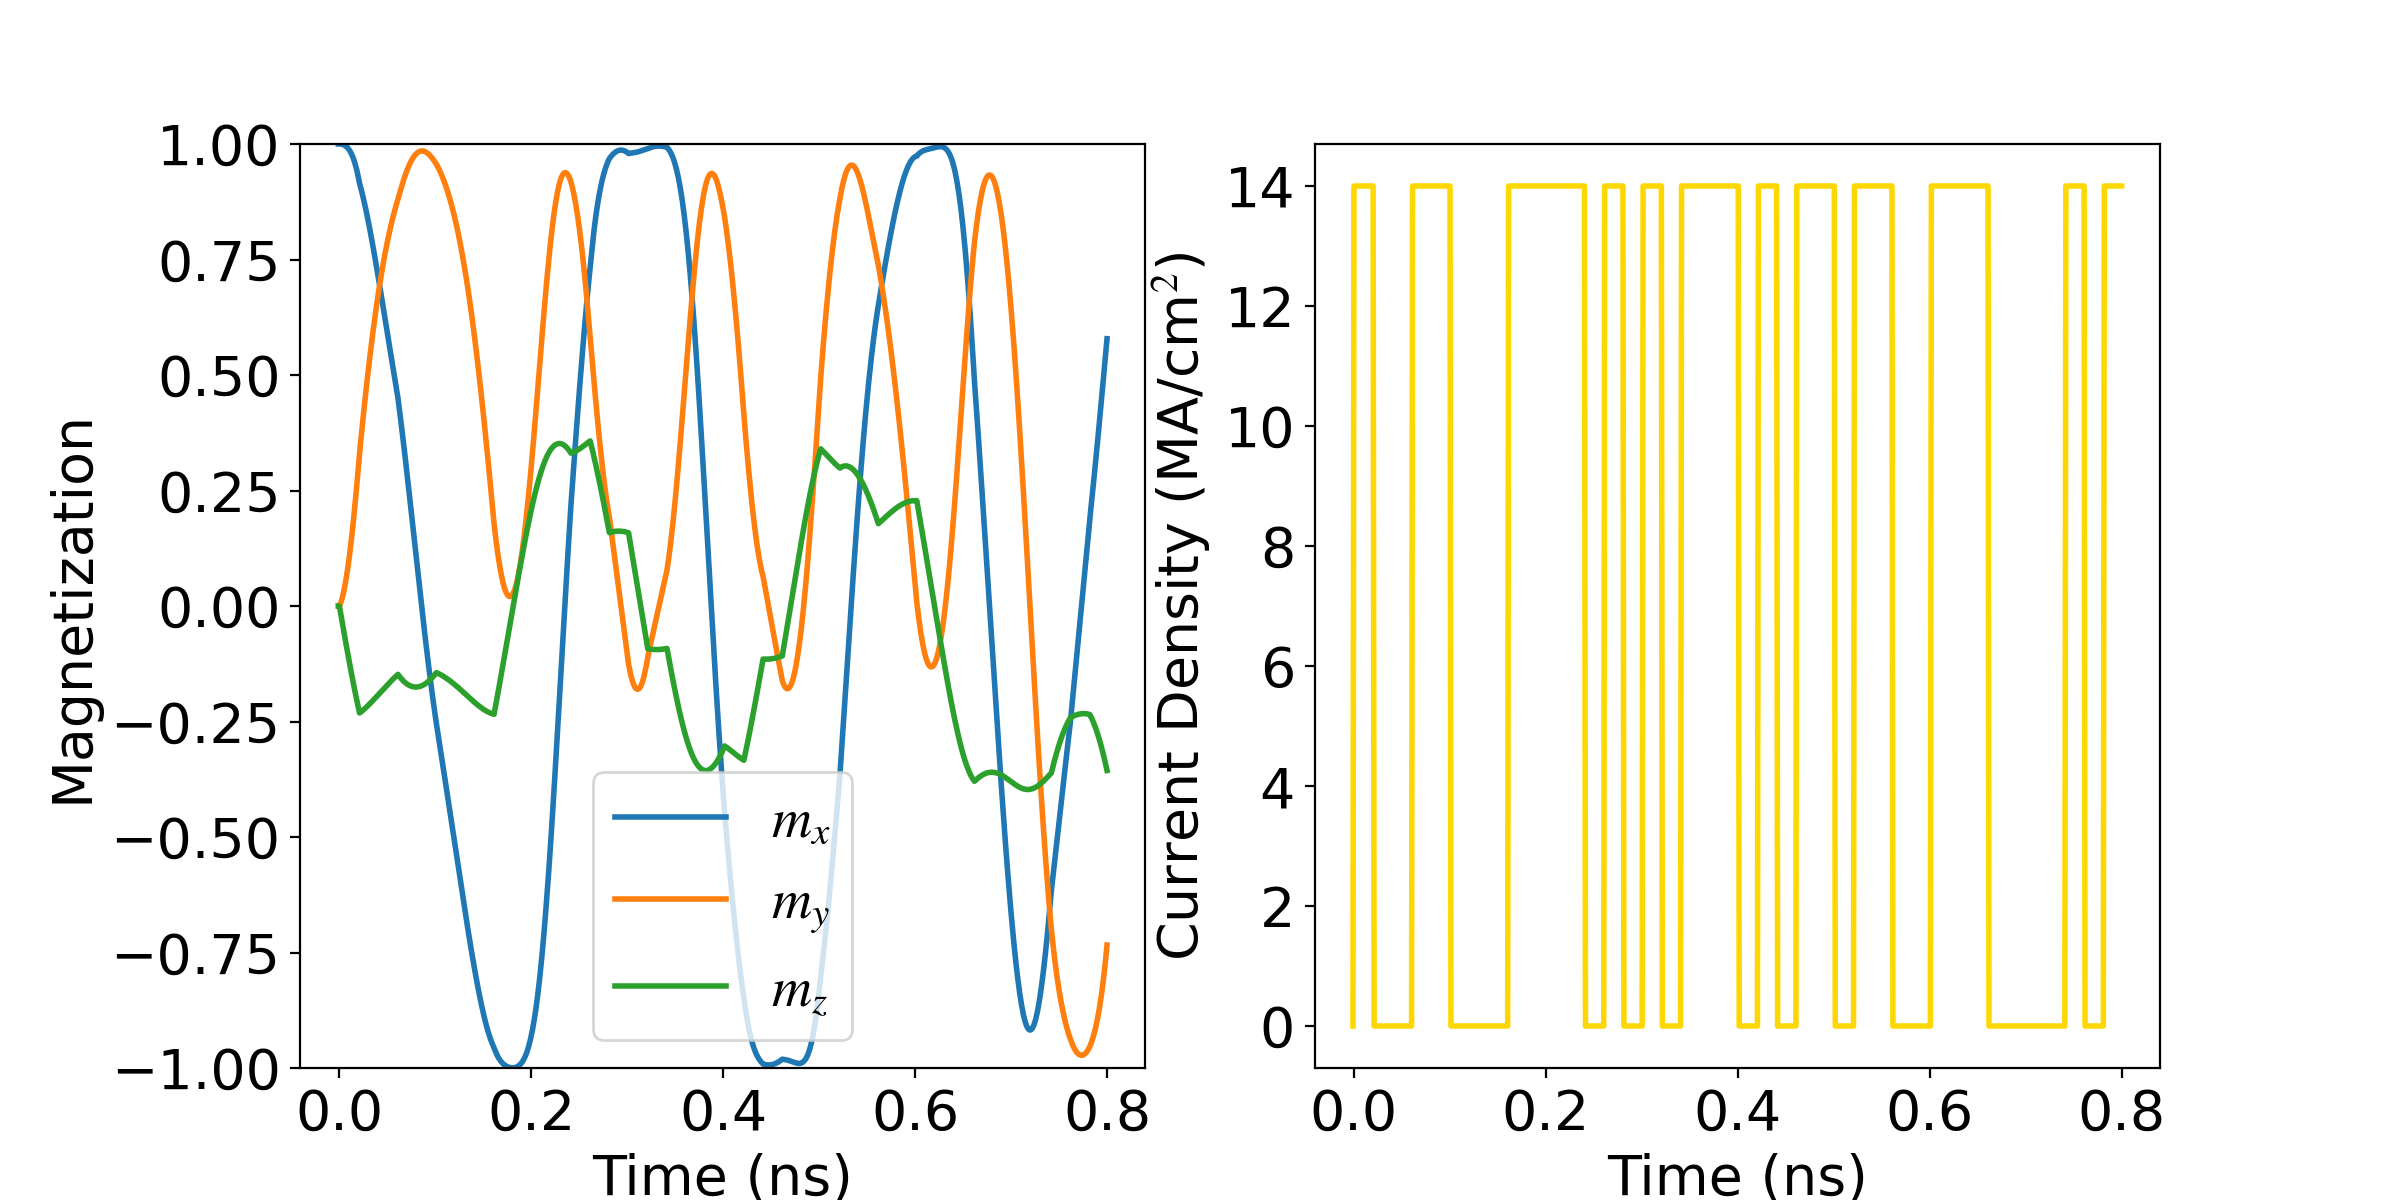 Magnetization
1.00
0.75
0.50
0.25
0.00
−0.25
−0.50
−0.75
−1.00
0.0 0.2 0.4 0.6 0.8
Time (ns)
mₓ
m_y
m_z
Current Density (MA/cm²)
14
12
10
8
6
4
2
0
0.0 0.2 0.4 0.6 0.8
Time (ns)